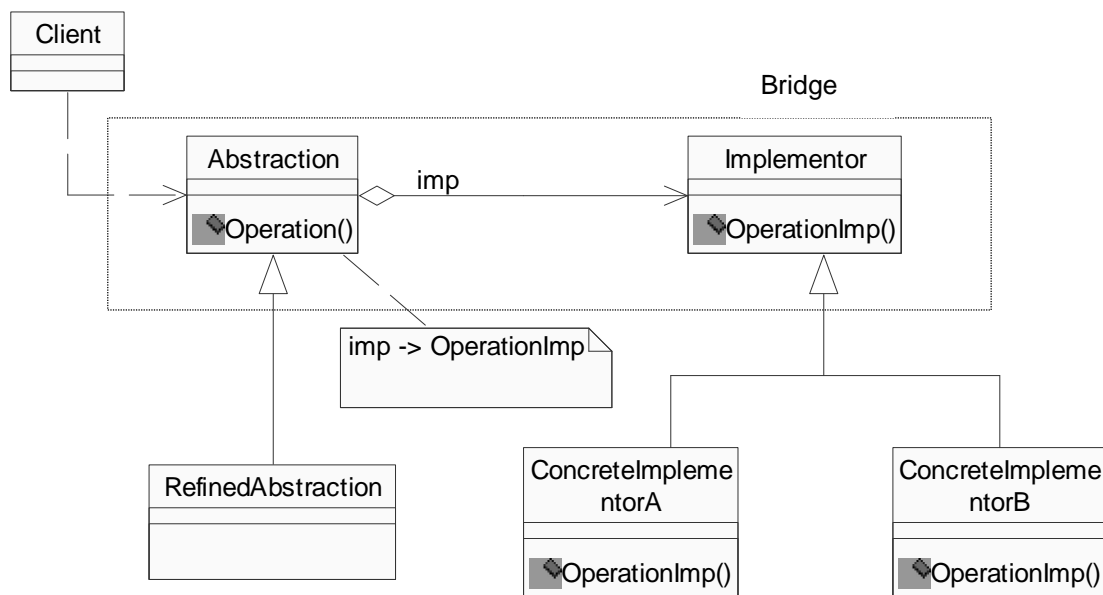 Client
Bridge
Abstraction
Implementor
imp
Operation()
OperationImp()
imp -> OperationImp
RefinedAbstraction
ConcreteImpleme
ntorA
ConcreteImpleme
ntorB
OperationImp()
OperationImp()